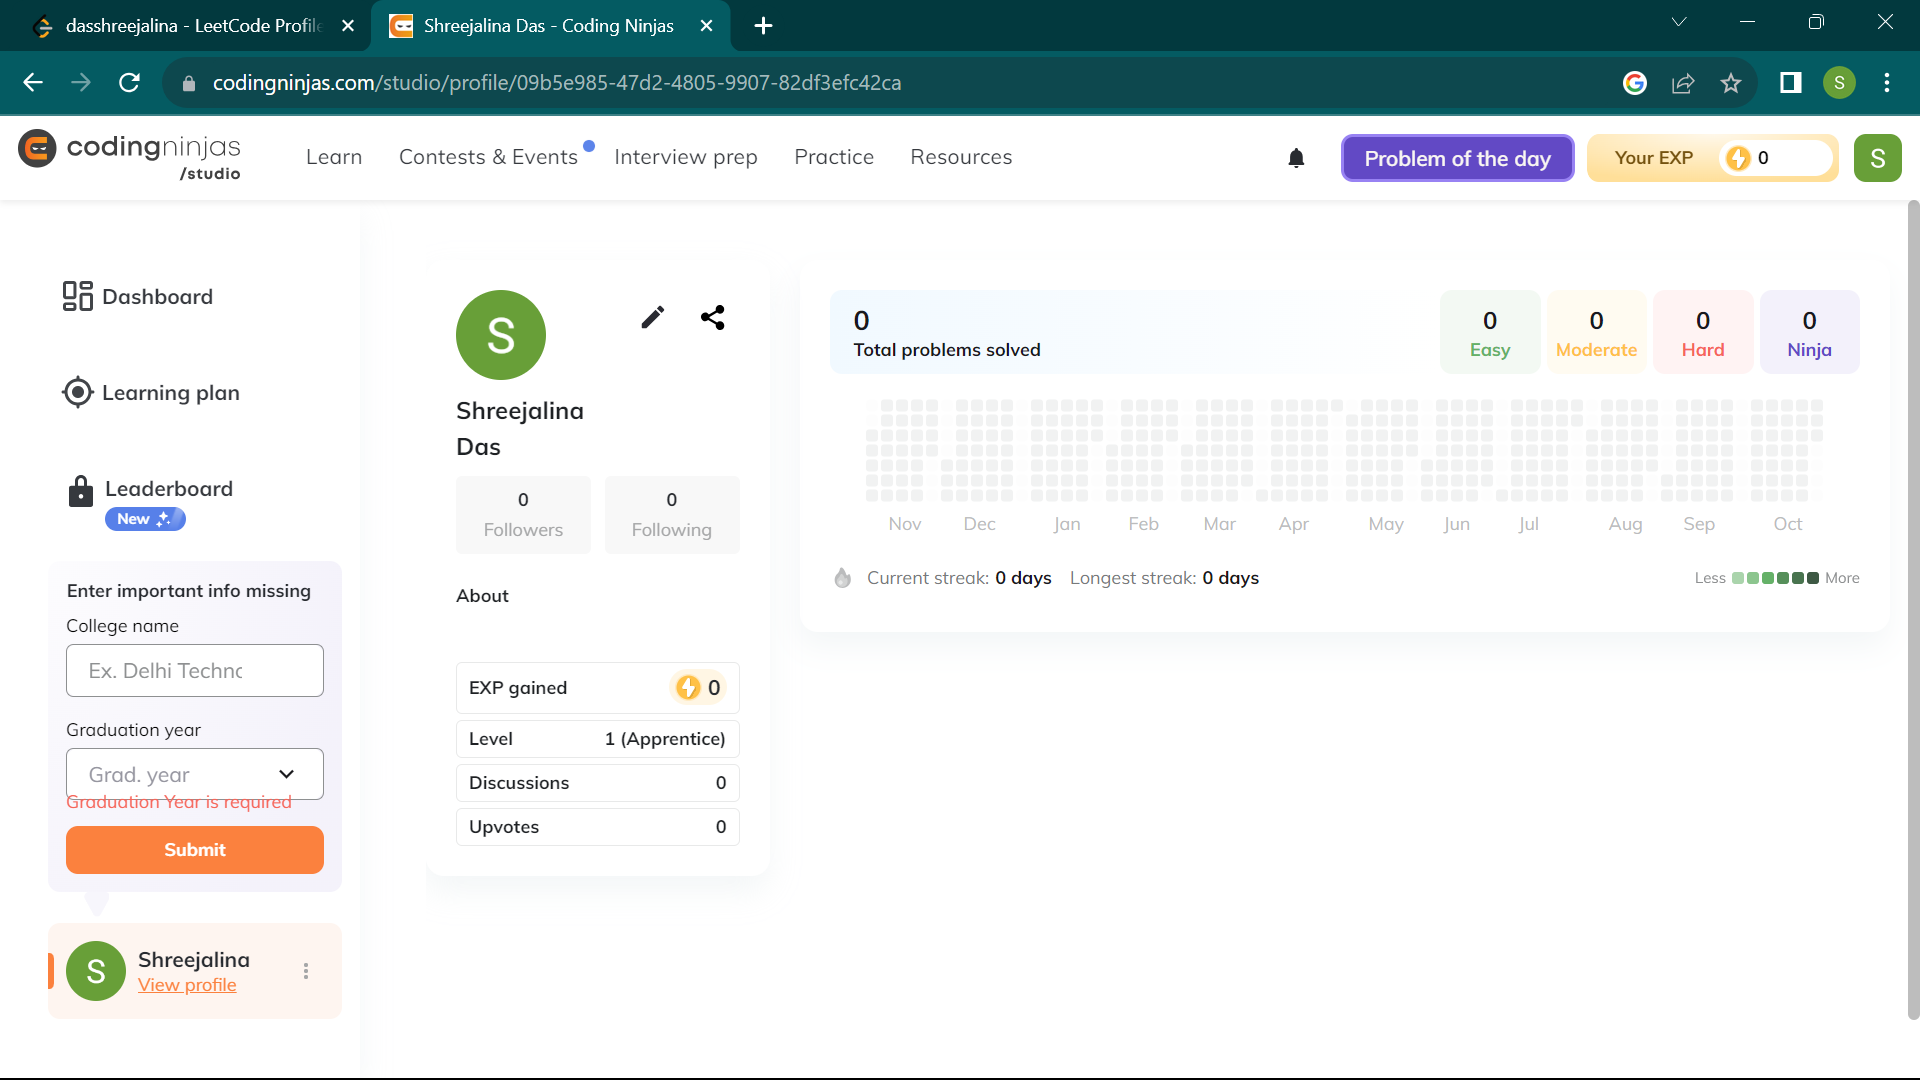 dasshreejalina - LeetCode Profile
Shreejalina Das - Coding Ninjas
codingninjas.com/studio/profile/09b5e985-47d2-4805-9907-82df3efc42ca
S
codingninjas
/studio
Learn
Contests & Events
Interview prep
Practice
Resources
Problem of the day
Your EXP
0
S
Dashboard
Learning plan
Leaderboard
New
Enter important info missing
College name
Ex. Delhi Techno
Graduation year
Grad. year
Graduation Year is required
Submit
S
Shreejalina
View profile
S
Shreejalina
Das
0
Followers
0
Following
About
EXP gained
0
Level
1 (Apprentice)
Discussions
0
Upvotes
0
0
Total problems solved
0
Easy
0
Moderate
0
Hard
0
Ninja
Nov Dec Jan Feb Mar Apr May Jun Jul Aug Sep Oct
Current streak: 0 days Longest streak: 0 days
Less
More